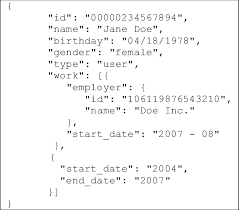 {
"id": "00000234567894",
"name": "Jane Doe",
"birthday": "04/18/1978",
"gender": "female",
"type": "user",
"work": [{
"employer": {
"id": "106119876543210",
"name": "Doe Inc."
},
"start_date": "2007 - 08"
},
{
"start_date": "2004",
"end_date": "2007"
}]
}